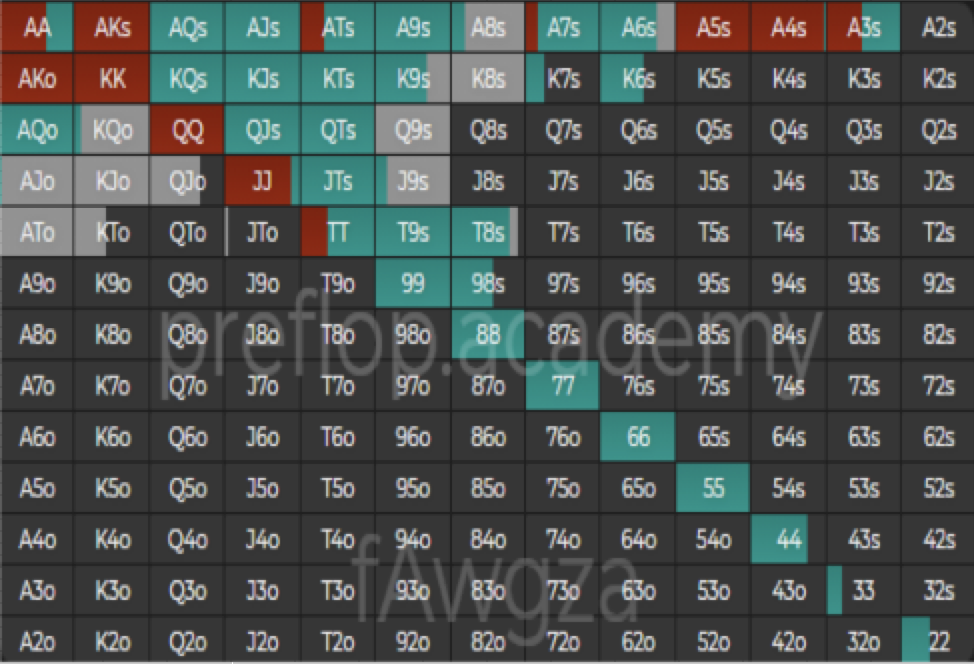 AA AKs AQs AJs ATs A9s A8s A7s A6s A5s A4s A3s A2s
AKo KK KQs KJs KTs K9s K8s K7s K6s K5s K4s K3s K2s
AQo KQo QQ QJs QTs Q9s Q8s Q7s Q6s Q5s Q4s Q3s Q2s
AJo KJo QJo JJ JTs J9s J8s J7s J6s J5s J4s J3s J2s
ATo KTo QTo JTo TT T9s T8s T7s T6s T5s T4s T3s T2s
A9o K9o Q9o J9o T9o 99 98s 97s 96s 95s 94s 93s 92s
A8o K8o Q8o J8o T8o 98o 88 87s 86s 85s 84s 83s 82s
preflop.academy
A7o K7o Q7o J7o T7o 97o 87o 77 76s 75s 74s 73s 72s
A6o K6o Q6o J6o T6o 96o 86o 76o 66 65s 64s 63s 62s
A5o K5o Q5o J5o T5o 95o 85o 75o 65o 55 54s 53s 52s
A4o K4o Q4o J4o T4o 94o 84o 74o 64o 54o 44 43s 42s
fAwgza
A3o K3o Q3o J3o T3o 93o 83o 73o 63o 53o 43o 33 32s
A2o K2o Q2o J2o T2o 92o 82o 72o 62o 52o 42o 32o 22